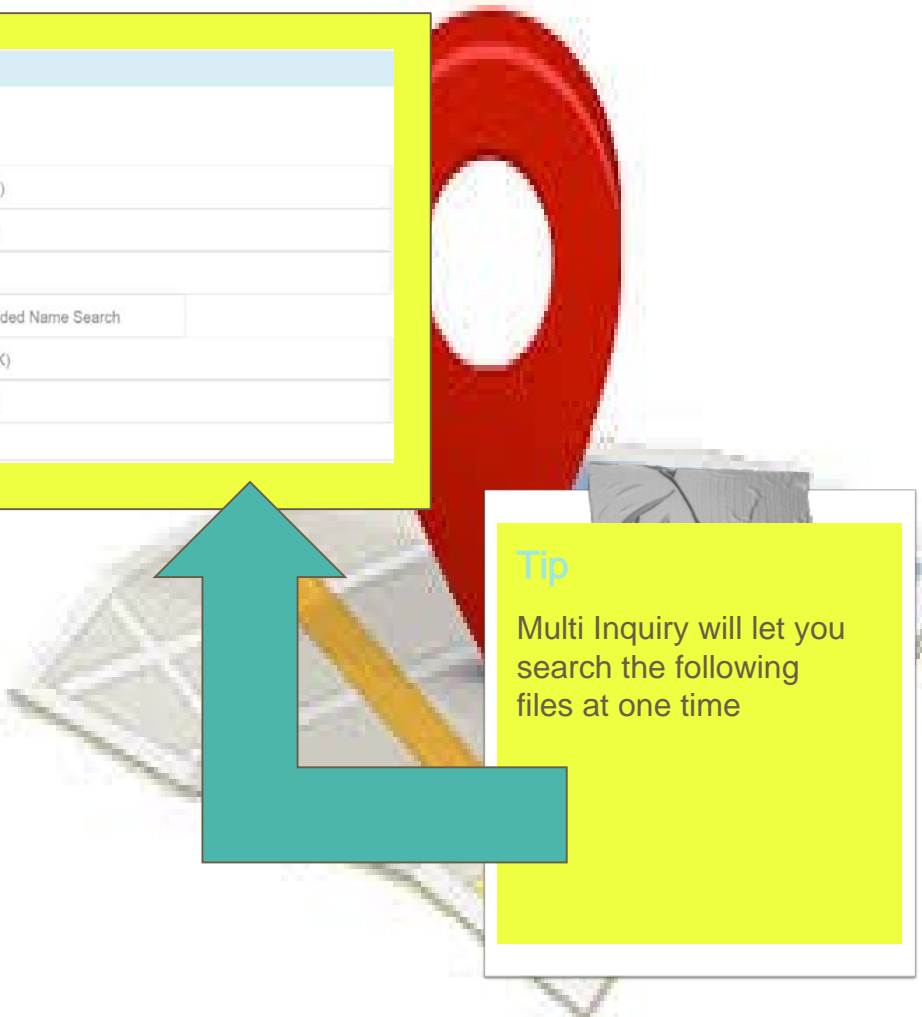 )
ded Name Search
X)
Tip
Multi Inquiry will let you
search the following
files at one time